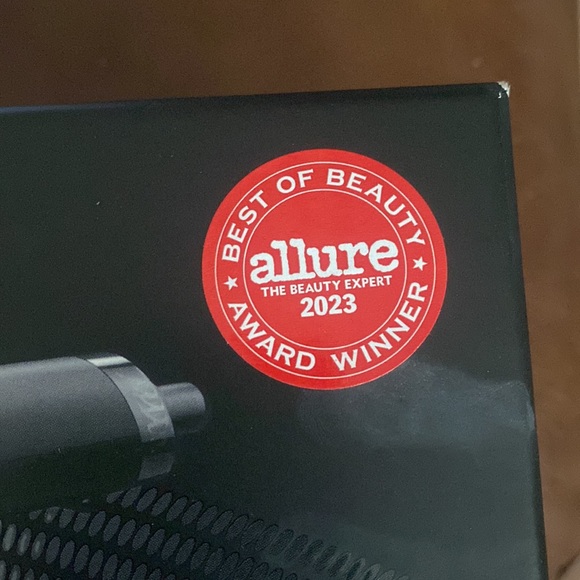 BEST OF BEAUTY
allure
THE BEAUTY EXPERT
2023
AWARD WINNER